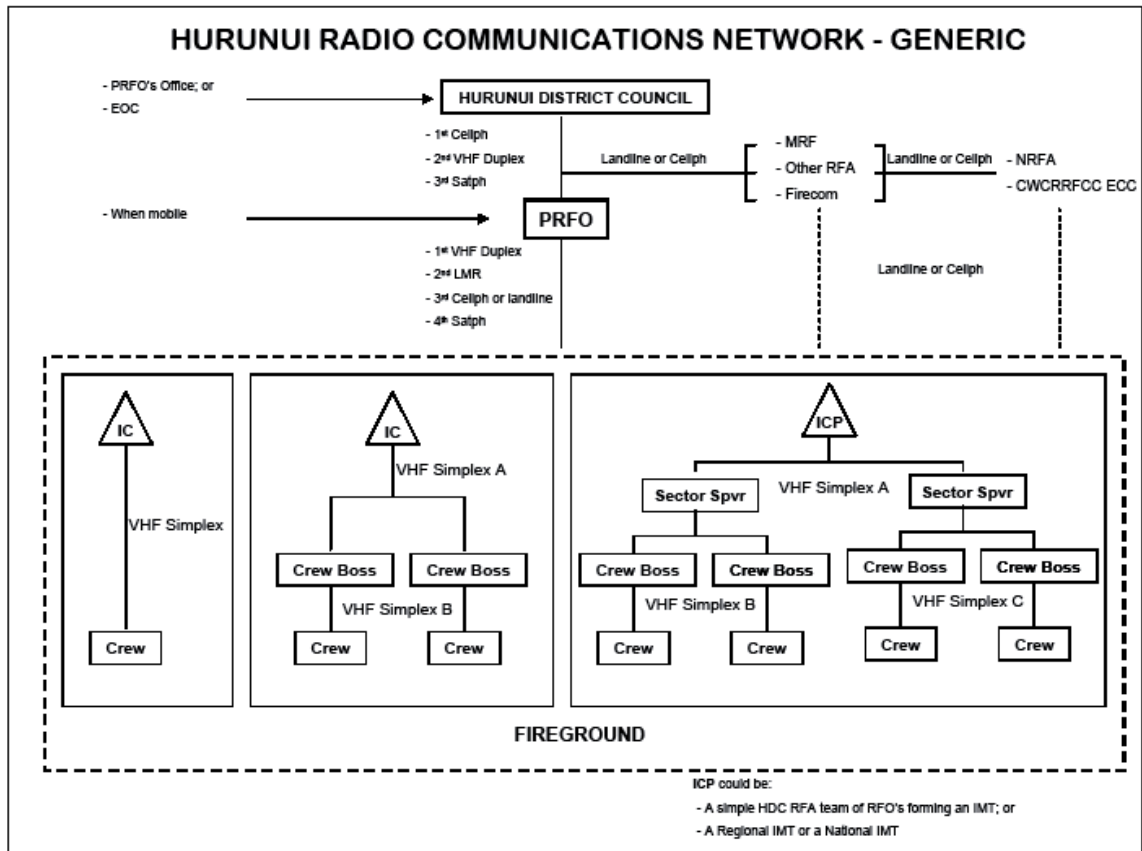 HURUNUI RADIO COMMUNICATIONS NETWORK - GENERIC
- PRFO's Office; or
- EOC
HURUNUI DISTRICT COUNCIL
- 1st Cellph
- 2nd VHF Duplex
- 3rd Satph
Landline or Cellph
- MRF
- Other RFA
- Firecom
Landline or Cellph
- NRFA
- CWCRRFCC ECC
- When mobile
PRFO
- 1st VHF Duplex
- 2nd LMR
- 3rd Cellph or landline
- 4th Satph
Landline or Cellph
IC
VHF Simplex
Crew
IC
VHF Simplex A
Crew Boss
Crew Boss
VHF Simplex B
Crew
Crew
ICP
VHF Simplex A
Sector Spvr
Sector Spvr
Crew Boss
Crew Boss
Crew Boss
Crew Boss
VHF Simplex B
VHF Simplex C
Crew
Crew
Crew
Crew
FIREGROUND
ICP could be:
- A simple HDC RFA team of RFO's forming an IMT; or
- A Regional IMT or a National IMT